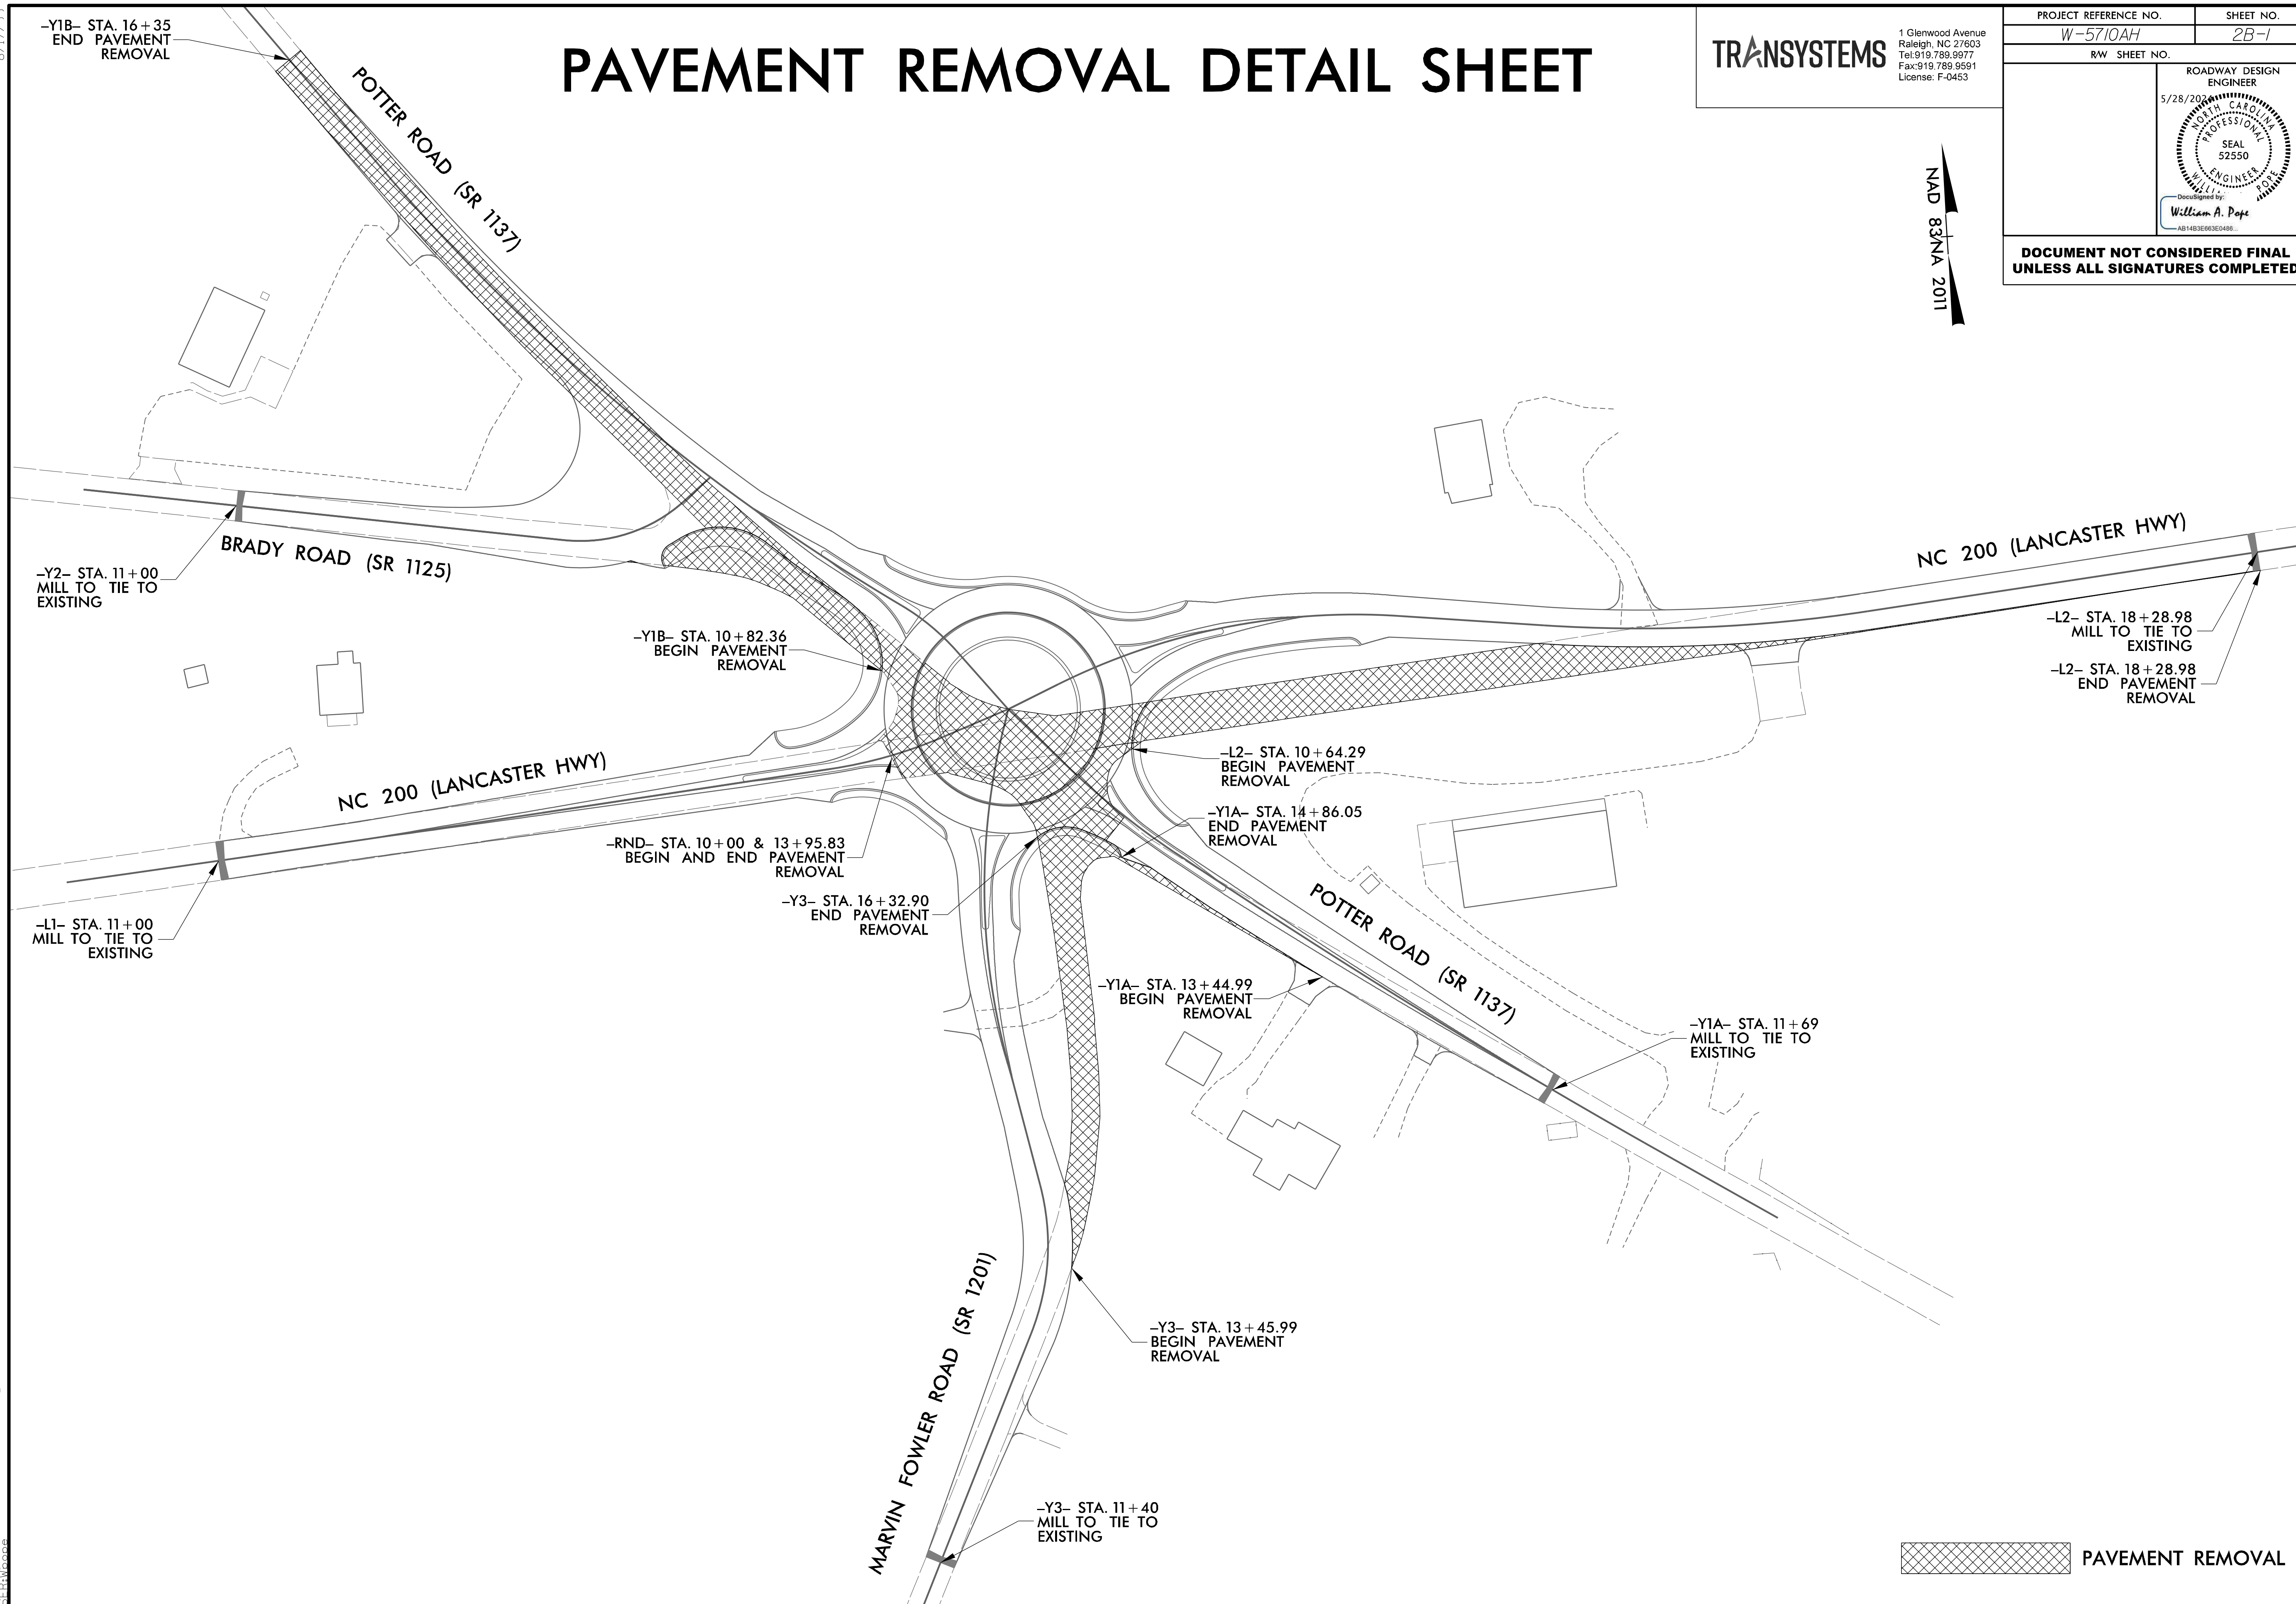 -Y1B- STA. 16+35
END PAVEMENT
REMOVAL
PAVEMENT REMOVAL DETAIL SHEET
TRANSYSTEMS
1 Glenwood Avenue
Raleigh, NC 27603
Tel:919.789.9977
Fax:919.789.9591
License: F-0453
PROJECT REFERENCE NO.
SHEET NO.
W-5710AH
2B-1
R/W SHEET NO.
ROADWAY DESIGN
ENGINEER
NORTH CAROLINA
PROFESSIONAL
SEAL
52550
ENGINEER
POPE
DocuSigned by:
William A. Pope
AB14B3E663E0486...
DOCUMENT NOT CONSIDERED FINAL
UNLESS ALL SIGNATURES COMPLETED
NAD 83/NA 2011
POTTER ROAD (SR 1137)
BRADY ROAD (SR 1125)
-Y2- STA. 11+00
MILL TO TIE TO
EXISTING
NC 200 (LANCASTER HWY)
-L2- STA. 18+28.98
MILL TO TIE TO
EXISTING
-L2- STA. 18+28.98
END PAVEMENT
REMOVAL
-Y1B- STA. 10+82.36
BEGIN PAVEMENT
REMOVAL
NC 200 (LANCASTER HWY)
-L2- STA. 10+64.29
BEGIN PAVEMENT
REMOVAL
-Y1A- STA. 14+86.05
END PAVEMENT
REMOVAL
-RND- STA. 10+00 & 13+95.83
BEGIN AND END PAVEMENT
REMOVAL
-Y3- STA. 16+32.90
END PAVEMENT
REMOVAL
-L1- STA. 11+00
MILL TO TIE TO
EXISTING
POTTER ROAD (SR 1137)
-Y1A- STA. 13+44.99
BEGIN PAVEMENT
REMOVAL
-Y1A- STA. 11+69
MILL TO TIE TO
EXISTING
MARVIN FOWLER ROAD (SR 1201)
-Y3- STA. 13+45.99
BEGIN PAVEMENT
REMOVAL
-Y3- STA. 11+40
MILL TO TIE TO
EXISTING
PAVEMENT REMOVAL